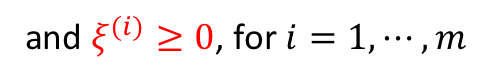 and ξ⁽ⁱ⁾ ≥ 0, for i = 1, ⋯, m